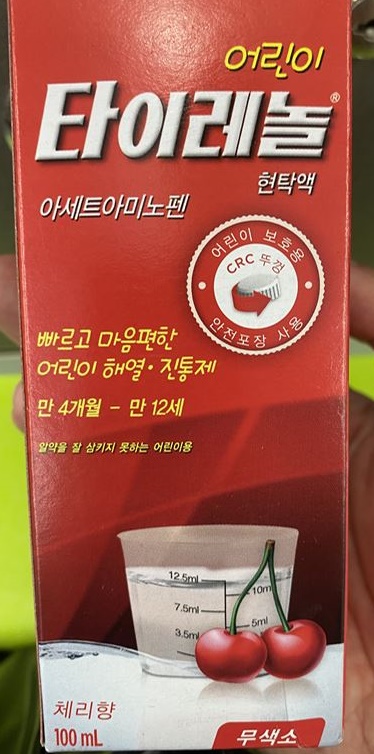 어린이
타이레놀®
현탁액
아세트아미노펜
어린이 보호용
CRC 뚜껑
안전포장 사용
빠르고 마음편한
어린이 해열·진통제
만 4개월 - 만 12세
알약을 잘 삼키지 못하는 어린이용
12.5ml
10m
7.5ml
5ml
3.5ml
체리향
100 mL
무색소